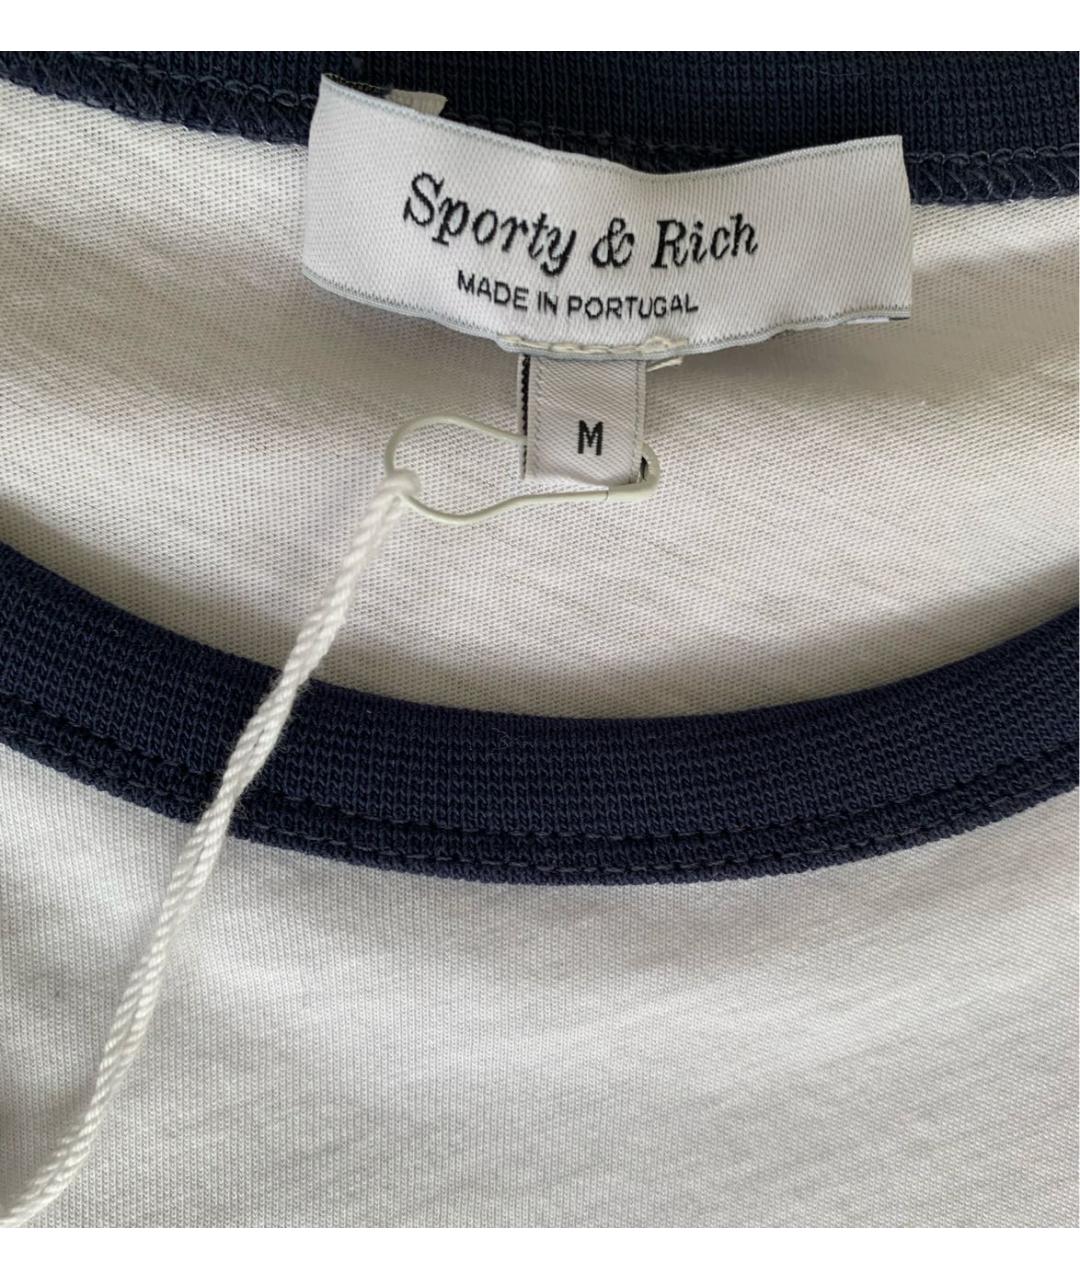 Sporty & Rich
MADE IN PORTUGAL
M